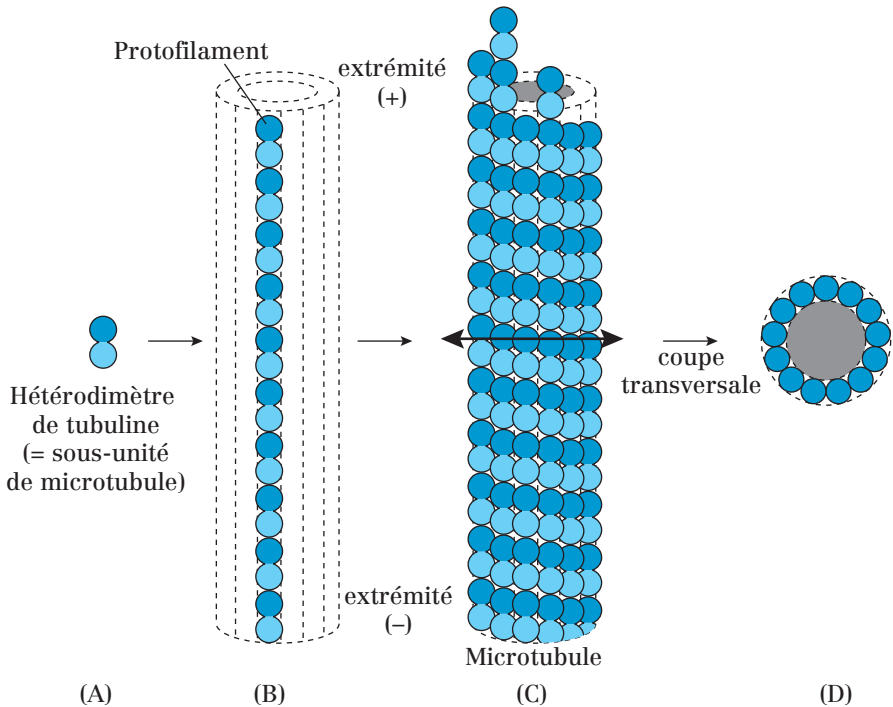 Protofilament
extrémité
(+)
Hétérodimètre
de tubuline
(= sous-unité
de microtubule)
coupe
transversale
extrémité
(–)
Microtubule
(A)
(B)
(C)
(D)